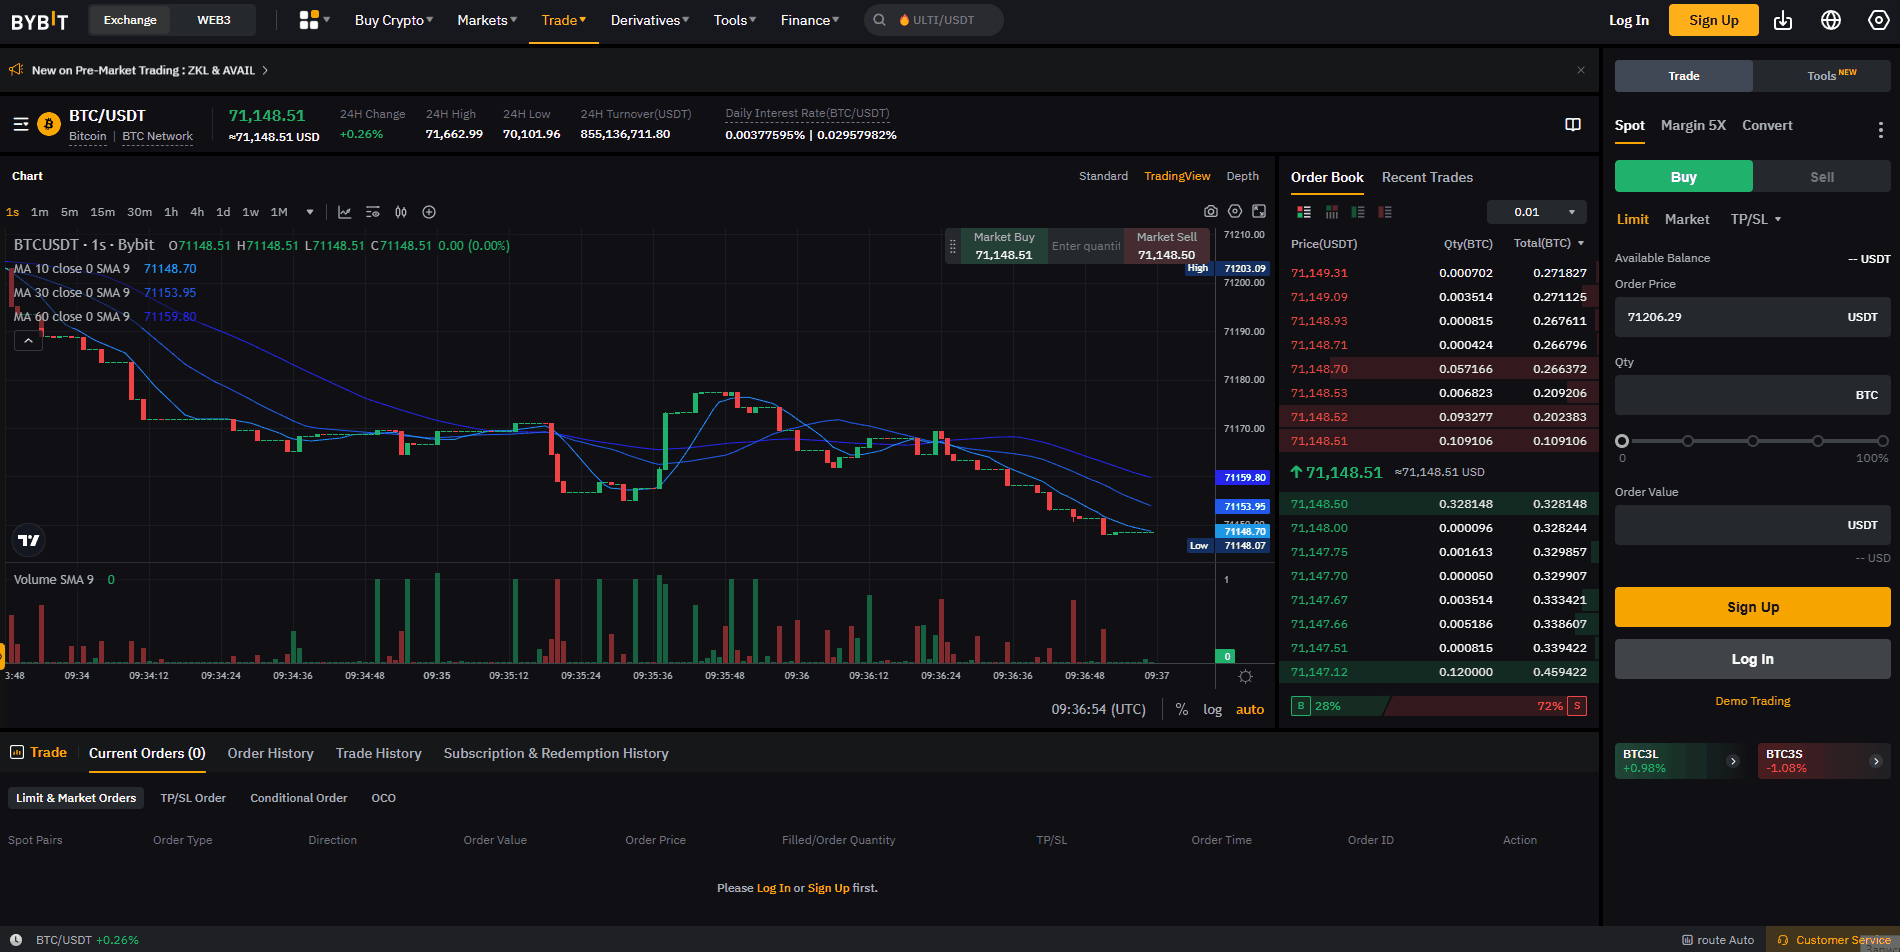 BYBIT Exchange WEB3 Buy Crypto Markets Trade Derivatives Tools Finance ULTI/USDT Log In Sign Up
New on Pre-Market Trading : ZKL & AVAIL
BTC/USDT
Bitcoin | BTC Network
71,148.51
≈71,148.51 USD
24H Change
+0.26%
24H High
71,662.99
24H Low
70,101.96
24H Turnover(USDT)
855,136,711.80
Daily Interest Rate(BTC/USDT)
0.00377595% | 0.02957982%
Chart
Standard TradingView Depth
1s 1m 5m 15m 30m 1h 4h 1d 1w 1M
BTCUSDT · 1s · Bybit O71148.51 H71148.51 L71148.51 C71148.51 0.00 (0.00%)
MA 10 close 0 SMA 9 71148.70
MA 30 close 0 SMA 9 71153.95
MA 60 close 0 SMA 9 71159.80
Market Buy
71,148.51
Enter quantit
Market Sell
71,148.50
71210.00
High 71203.09
71200.00
71190.00
71180.00
71170.00
71159.80
71153.95
71148.70
Low 71148.07
Volume SMA 9 0
1
0
3:48 09:34 09:34:12 09:34:24 09:34:36 09:34:48 09:35 09:35:12 09:35:24 09:35:36 09:35:48 09:36 09:36:12 09:36:24 09:36:36 09:36:48 09:37
09:36:54 (UTC) % log auto
Order Book Recent Trades
0.01
Price(USDT) Qty(BTC) Total(BTC)
71,149.31 0.000702 0.271827
71,149.09 0.003514 0.271125
71,148.93 0.000815 0.267611
71,148.71 0.000424 0.266796
71,148.70 0.057166 0.266372
71,148.53 0.006823 0.209206
71,148.52 0.093277 0.202383
71,148.51 0.109106 0.109106
71,148.51 ≈71,148.51 USD
71,148.50 0.328148 0.328148
71,148.00 0.000096 0.328244
71,147.75 0.001613 0.329857
71,147.70 0.000050 0.329907
71,147.67 0.003514 0.333421
71,147.66 0.005186 0.338607
71,147.51 0.000815 0.339422
71,147.12 0.120000 0.459422
B 28% 72% S
Trade Tools NEW
Spot Margin 5X Convert
Buy Sell
Limit Market TP/SL
Available Balance -- USDT
Order Price
71206.29 USDT
Qty
BTC
0 100%
Order Value
USDT
-- USD
Sign Up
Log In
Demo Trading
BTC3L
+0.98%
BTC3S
-1.08%
Trade Current Orders (0) Order History Trade History Subscription & Redemption History
Limit & Market Orders TP/SL Order Conditional Order OCO
Spot Pairs Order Type Direction Order Value Order Price Filled/Order Quantity TP/SL Order Time Order ID Action
Please Log In or Sign Up first.
BTC/USDT +0.26%
route Auto Customer Service